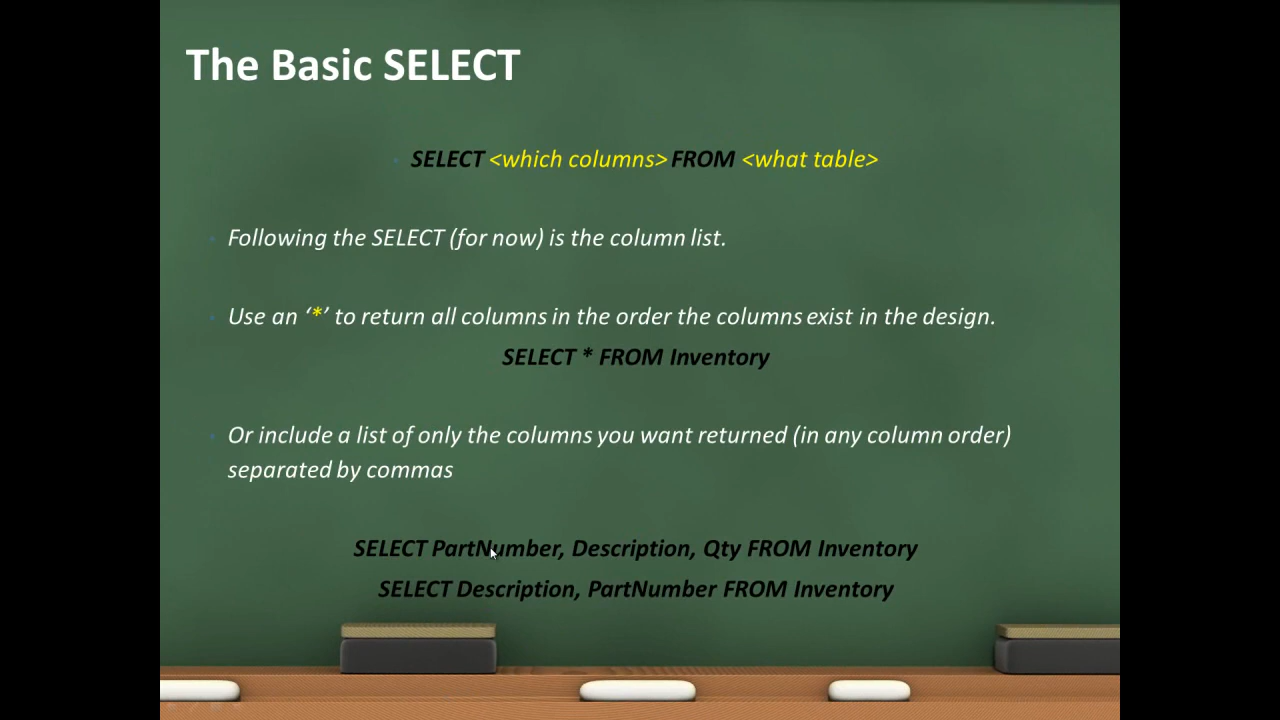 The Basic SELECT
SELECT <which columns> FROM <what table>
Following the SELECT (for now) is the column list.
Use an ‘*’ to return all columns in the order the columns exist in the design.
SELECT * FROM Inventory
Or include a list of only the columns you want returned (in any column order)
separated by commas
SELECT PartNumber, Description, Qty FROM Inventory
SELECT Description, PartNumber FROM Inventory